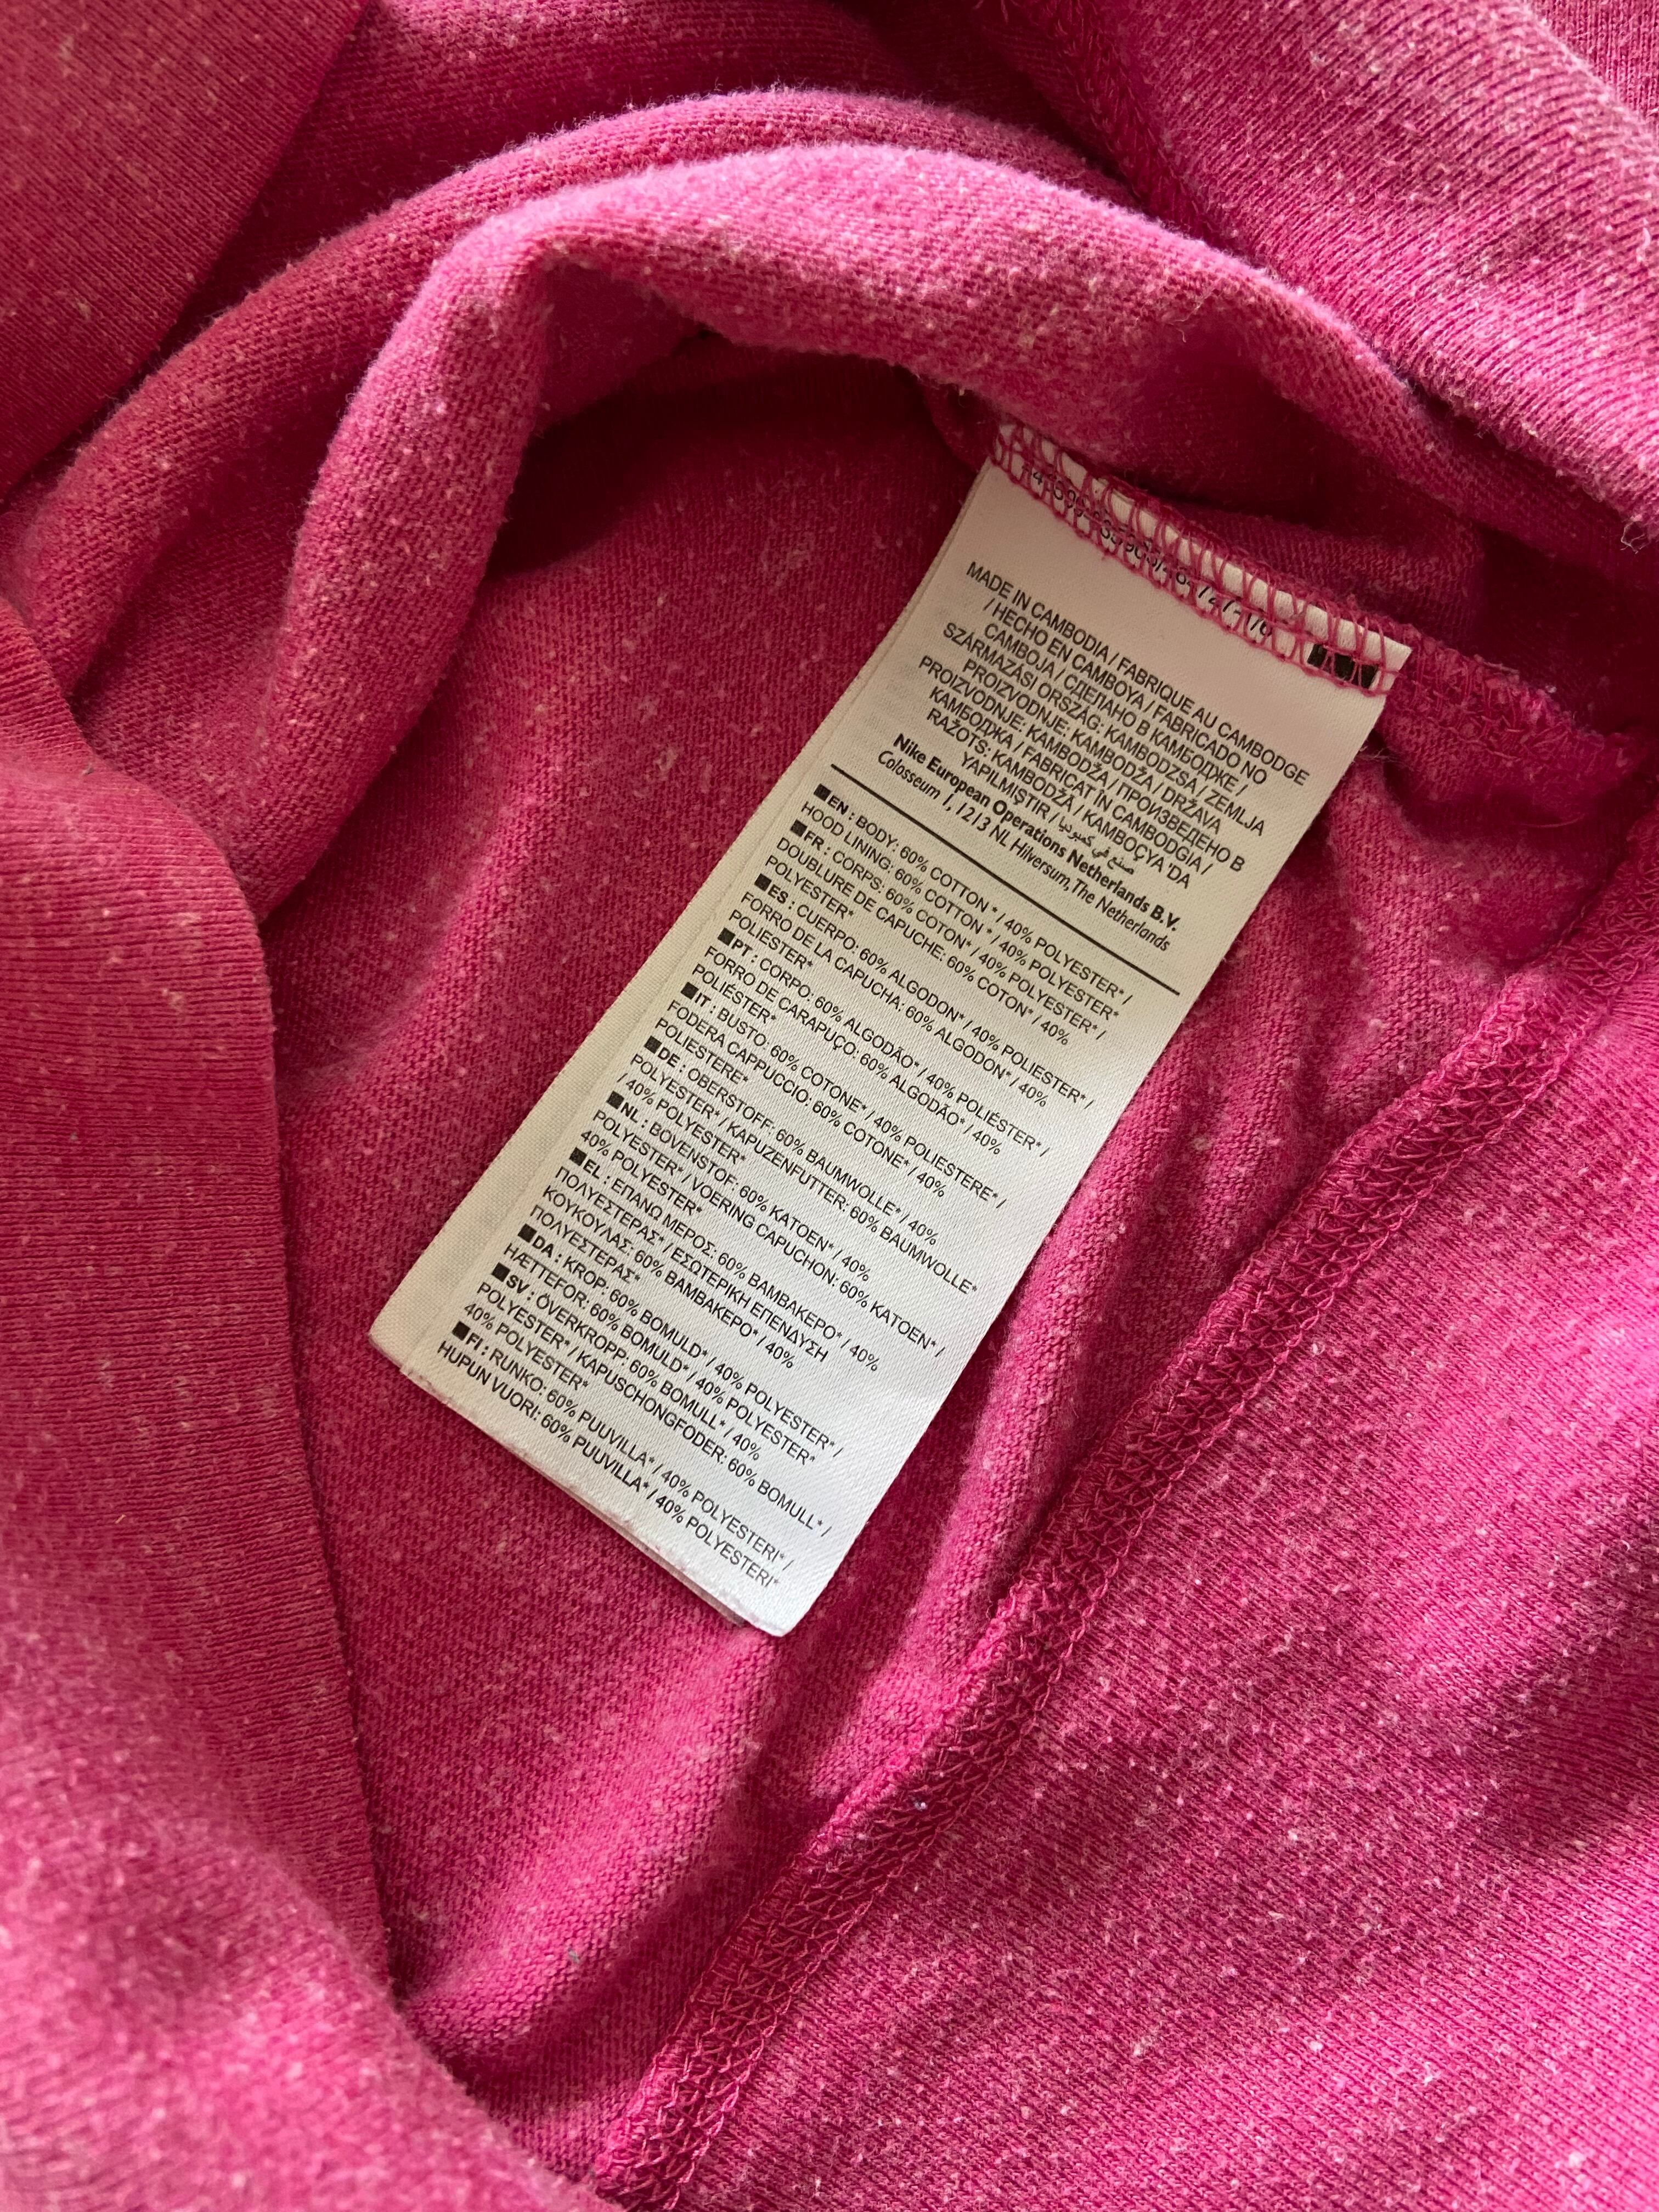 MADE IN CAMBODIA / FABRIQUE AU CAMBODGE
/ HECHO EN CAMBOYA / FABRICADO NO
CAMBOJA / СДЕЛАНО В КАМБОДЖЕ /
SZÁRMAZÁSI ORSZÁG: KAMBODZSA / ZEMLJA
PROIZVODNJE: KAMBODŽA / DRŽAVA
PROIZVODNJE: KAMBODŽA / ПРОИЗВЕДЕНО В
КАМБОДЖА / FABRICAT ÎN CAMBODGIA /
RAŽOTS: KAMBODŽĀ / KAMBOÇYA 'DA
YAPILMIŞTIR / صنع في كمبوديا
Nike European Operations Netherlands B.V.
Colosseum 1, 1213 NL Hilversum, The Netherlands
EN : BODY: 60% COTTON * / 40% POLYESTER* /
HOOD LINING: 60% COTTON * / 40% POLYESTER*
FR : CORPS: 60% COTON* / 40% POLYESTER* /
DOUBLURE DE CAPUCHE: 60% COTON* / 40%
POLYESTER*
ES : CUERPO: 60% ALGODON* / 40% POLIESTER* /
FORRO DE LA CAPUCHA: 60% ALGODON* / 40%
POLIESTER*
PT : CORPO: 60% ALGODÃO* / 40% POLIÉSTER* /
FORRO DE CARAPUÇO: 60% ALGODÃO* / 40%
POLIÉSTER*
IT : BUSTO: 60% COTONE* / 40% POLIESTERE* /
FODERA CAPPUCCIO: 60% COTONE* / 40%
POLIESTERE*
DE : OBERSTOFF: 60% BAUMWOLLE* / 40%
POLYESTER* / KAPUZENFUTTER: 60% BAUMWOLLE*
/ 40% POLYESTER*
NL : BOVENSTOF: 60% KATOEN* / 40%
POLYESTER* / VOERING CAPUCHON: 60% KATOEN* /
40% POLYESTER*
EL : ΕΠΑΝΩ ΜΕΡΟΣ: 60% ΒΑΜΒΑΚΕΡΟ* / 40%
ΠΟΛΥΕΣΤΕΡΑΣ* / ΕΣΩΤΕΡΙΚΗ ΕΠΕΝΔΥΣΗ
ΚΟΥΚΟΥΛΑΣ: 60% ΒΑΜΒΑΚΕΡΟ* / 40%
ΠΟΛΥΕΣΤΕΡΑΣ*
DA : KROP: 60% BOMULD* / 40% POLYESTER* /
HÆTTEFOR: 60% BOMULD* / 40% POLYESTER*
SV : ÖVERKROPP: 60% BOMULL* / 40%
POLYESTER* / KAPUSCHONGFODER: 60% BOMULL* /
40% POLYESTER*
FI : RUNKO: 60% PUUVILLA* / 40% POLYESTERI* /
HUPUN VUORI: 60% PUUVILLA* / 40% POLYESTERI*